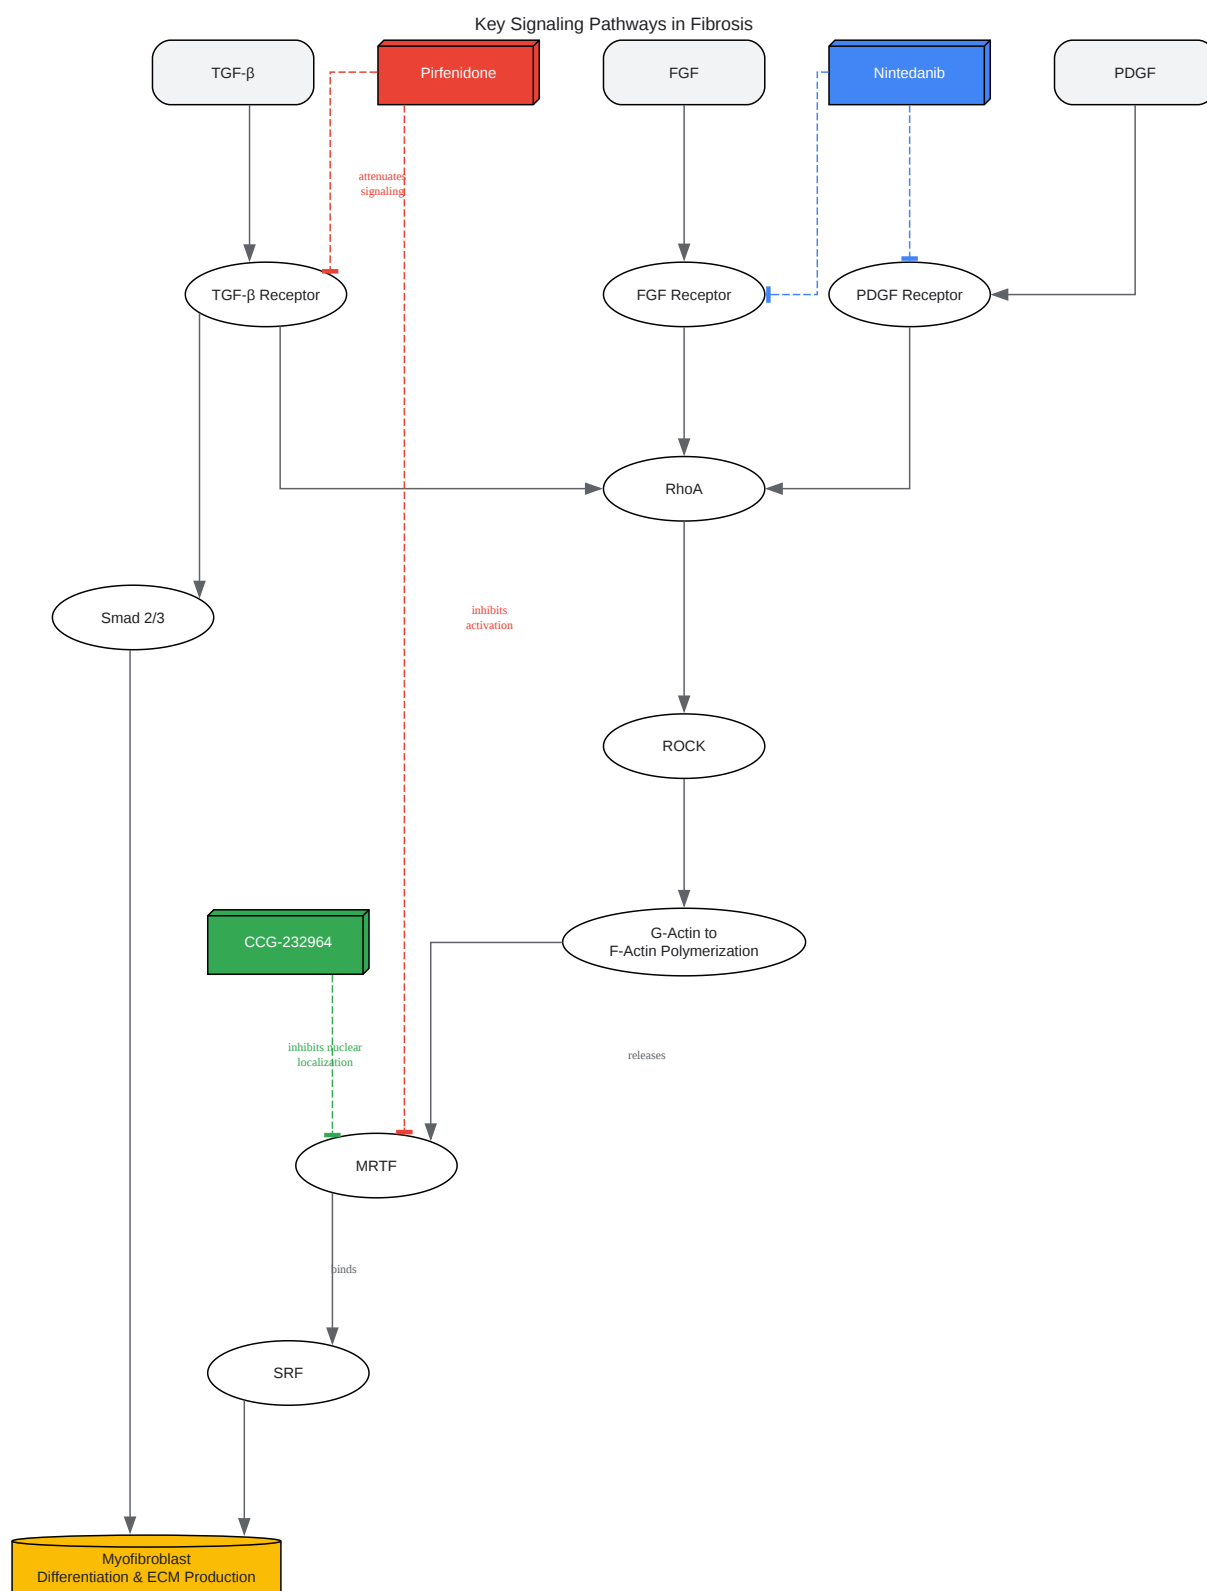 Key Signaling Pathways in Fibrosis
TGF-β
Pirfenidone
FGF
Nintedanib
PDGF
attenuates
signaling
TGF-β Receptor
FGF Receptor
PDGF Receptor
RhoA
Smad 2/3
inhibits
activation
ROCK
CCG-232964
G-Actin to
F-Actin Polymerization
inhibits nuclear
localization
releases
MRTF
binds
SRF
Myofibroblast
Differentiation & ECM Production